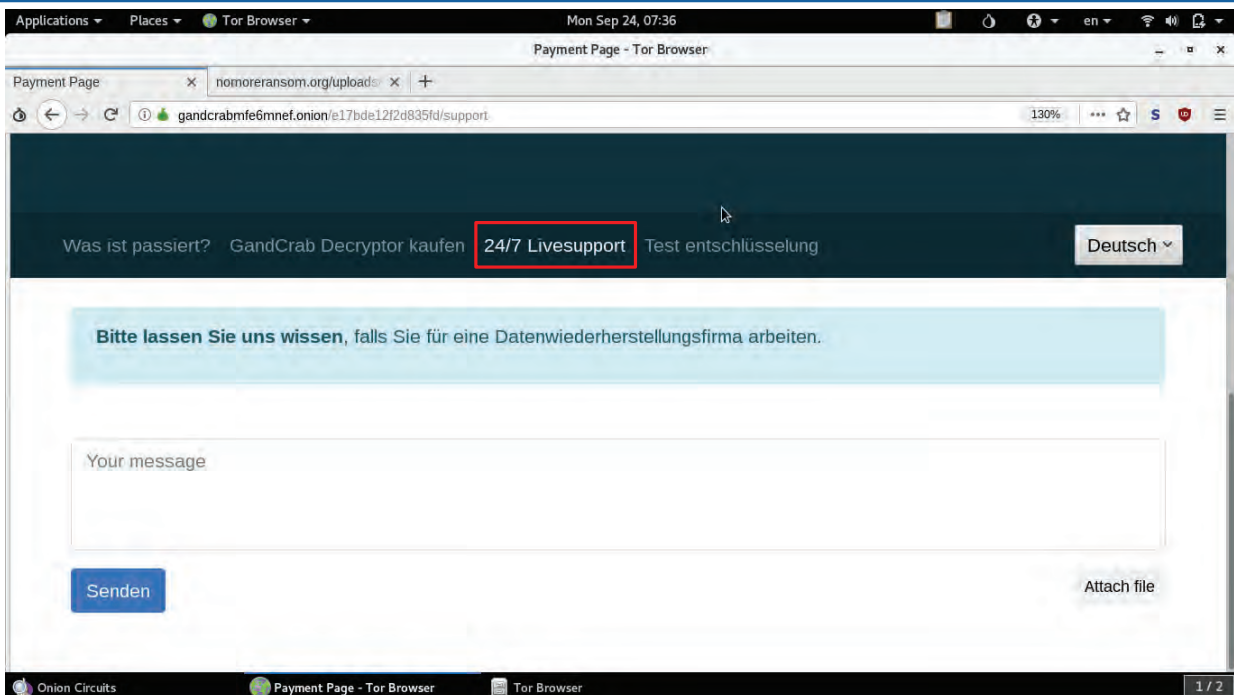 Applications Places Tor Browser Mon Sep 24, 07:36 en
Payment Page - Tor Browser
Payment Page nomoreransom.org/uploads
gandcrabmfe6mnef.onion/e17bde12f2d835fd/support 130%
Was ist passiert? GandCrab Decryptor kaufen 24/7 Livesupport Test entschlüsselung Deutsch
Bitte lassen Sie uns wissen, falls Sie für eine Datenwiederherstellungsfirma arbeiten.
Your message
Senden Attach file
Onion Circuits Payment Page - Tor Browser Tor Browser 1 / 2